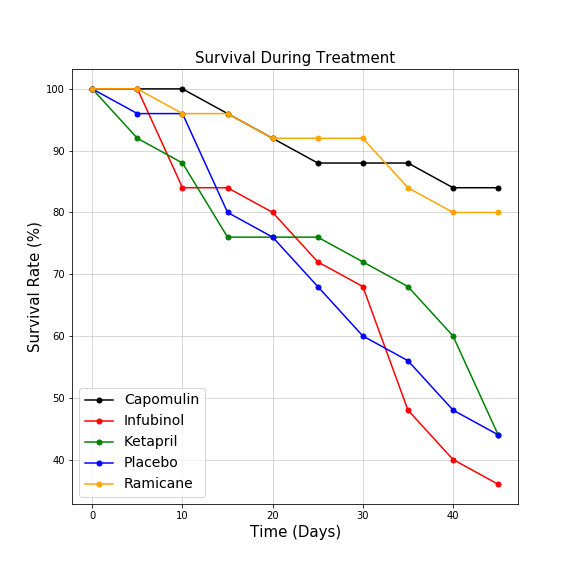 Survival During Treatment
Survival Rate (%)
100
90
80
70
60
50
40
Capomulin
Infubinol
Ketapril
Placebo
Ramicane
0
10
20
30
40
Time (Days)